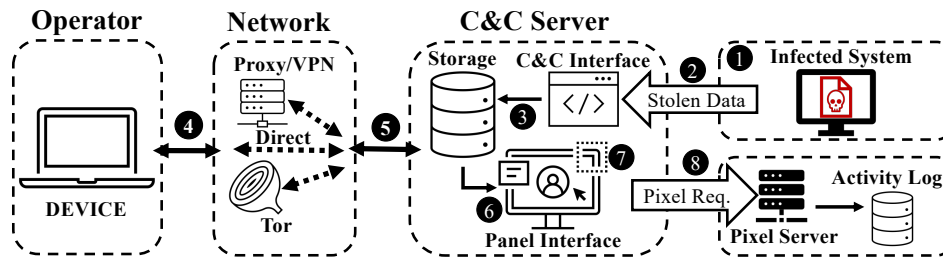 Operator
Network
C&C Server
Proxy/VPN
Storage
C&C Interface
1
Infected System
2
</>
Stolen Data
3
4
Direct
5
7
8
DEVICE
Tor
6
Panel Interface
Pixel Req.
Activity Log
Pixel Server